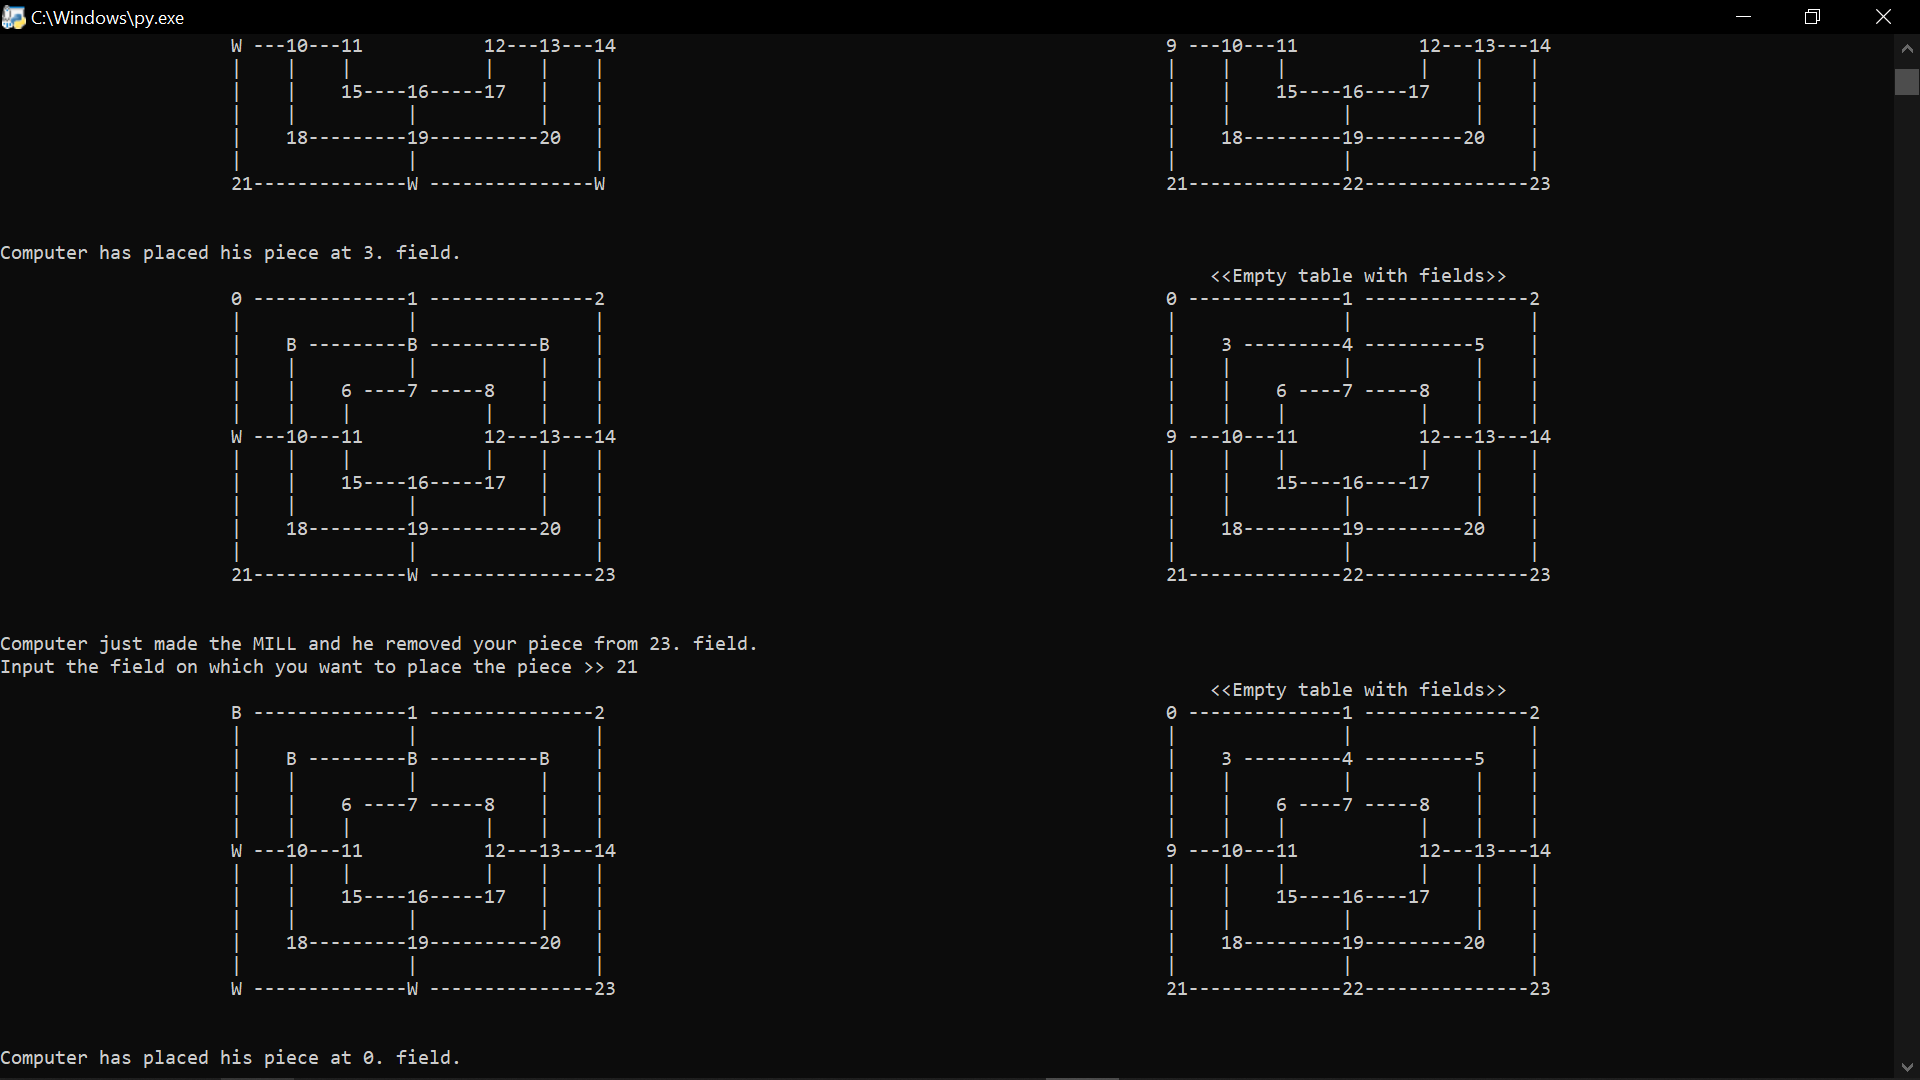 C:\Windows\py.exe
W ---10---11           12---13---14                                                  9 ---10---11           12---13---14
|    |    |            |    |    |                                                   |    |    |            |    |    |
|    |    15----16-----17   |    |                                                   |    |    15----16----17    |    |
|    |          |           |    |                                                   |    |          |           |    |
|    18---------19----------20   |                                                   |    18---------19---------20    |
|               |                |                                                   |               |                |
21--------------W ---------------W                                                   21--------------22---------------23
Computer has placed his piece at 3. field.
<<Empty table with fields>>
0 --------------1 ---------------2                                                   0 --------------1 ---------------2
|               |                |                                                   |               |                |
|    B ---------B ----------B    |                                                   |    3 ---------4 ----------5    |
|    |          |           |    |                                                   |    |          |           |    |
|    |    6 ----7 -----8    |    |                                                   |    |    6 ----7 -----8    |    |
|    |    |            |    |    |                                                   |    |    |            |    |    |
W ---10---11           12---13---14                                                  9 ---10---11           12---13---14
|    |    |            |    |    |                                                   |    |    |            |    |    |
|    |    15----16-----17   |    |                                                   |    |    15----16----17    |    |
|    |          |           |    |                                                   |    |          |           |    |
|    18---------19----------20   |                                                   |    18---------19---------20    |
|               |                |                                                   |               |                |
21--------------W ---------------23                                                  21--------------22---------------23
Computer just made the MILL and he removed your piece from 23. field.
Input the field on which you want to place the piece >> 21
<<Empty table with fields>>
B --------------1 ---------------2                                                   0 --------------1 ---------------2
|               |                |                                                   |               |                |
|    B ---------B ----------B    |                                                   |    3 ---------4 ----------5    |
|    |          |           |    |                                                   |    |          |           |    |
|    |    6 ----7 -----8    |    |                                                   |    |    6 ----7 -----8    |    |
|    |    |            |    |    |                                                   |    |    |            |    |    |
W ---10---11           12---13---14                                                  9 ---10---11           12---13---14
|    |    |            |    |    |                                                   |    |    |            |    |    |
|    |    15----16-----17   |    |                                                   |    |    15----16----17    |    |
|    |          |           |    |                                                   |    |          |           |    |
|    18---------19----------20   |                                                   |    18---------19---------20    |
|               |                |                                                   |               |                |
W --------------W ---------------23                                                  21--------------22---------------23
Computer has placed his piece at 0. field.